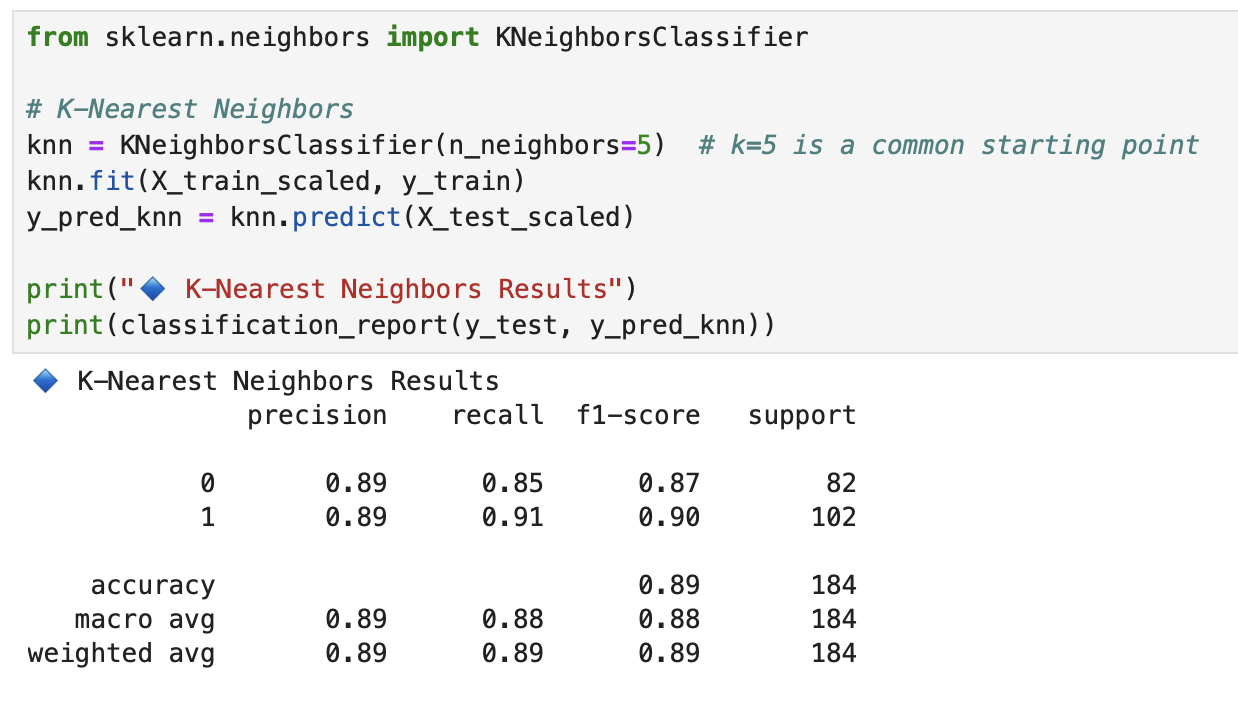 from sklearn.neighbors import KNeighborsClassifier
# K-Nearest Neighbors
knn = KNeighborsClassifier(n_neighbors=5)  # k=5 is a common starting point
knn.fit(X_train_scaled, y_train)
y_pred_knn = knn.predict(X_test_scaled)
print("🔷 K-Nearest Neighbors Results")
print(classification_report(y_test, y_pred_knn))
🔷 K-Nearest Neighbors Results
precision    recall  f1-score   support
0       0.89      0.85      0.87        82
1       0.89      0.91      0.90       102
accuracy                           0.89       184
macro avg       0.89      0.88      0.88       184
weighted avg       0.89      0.89      0.89       184